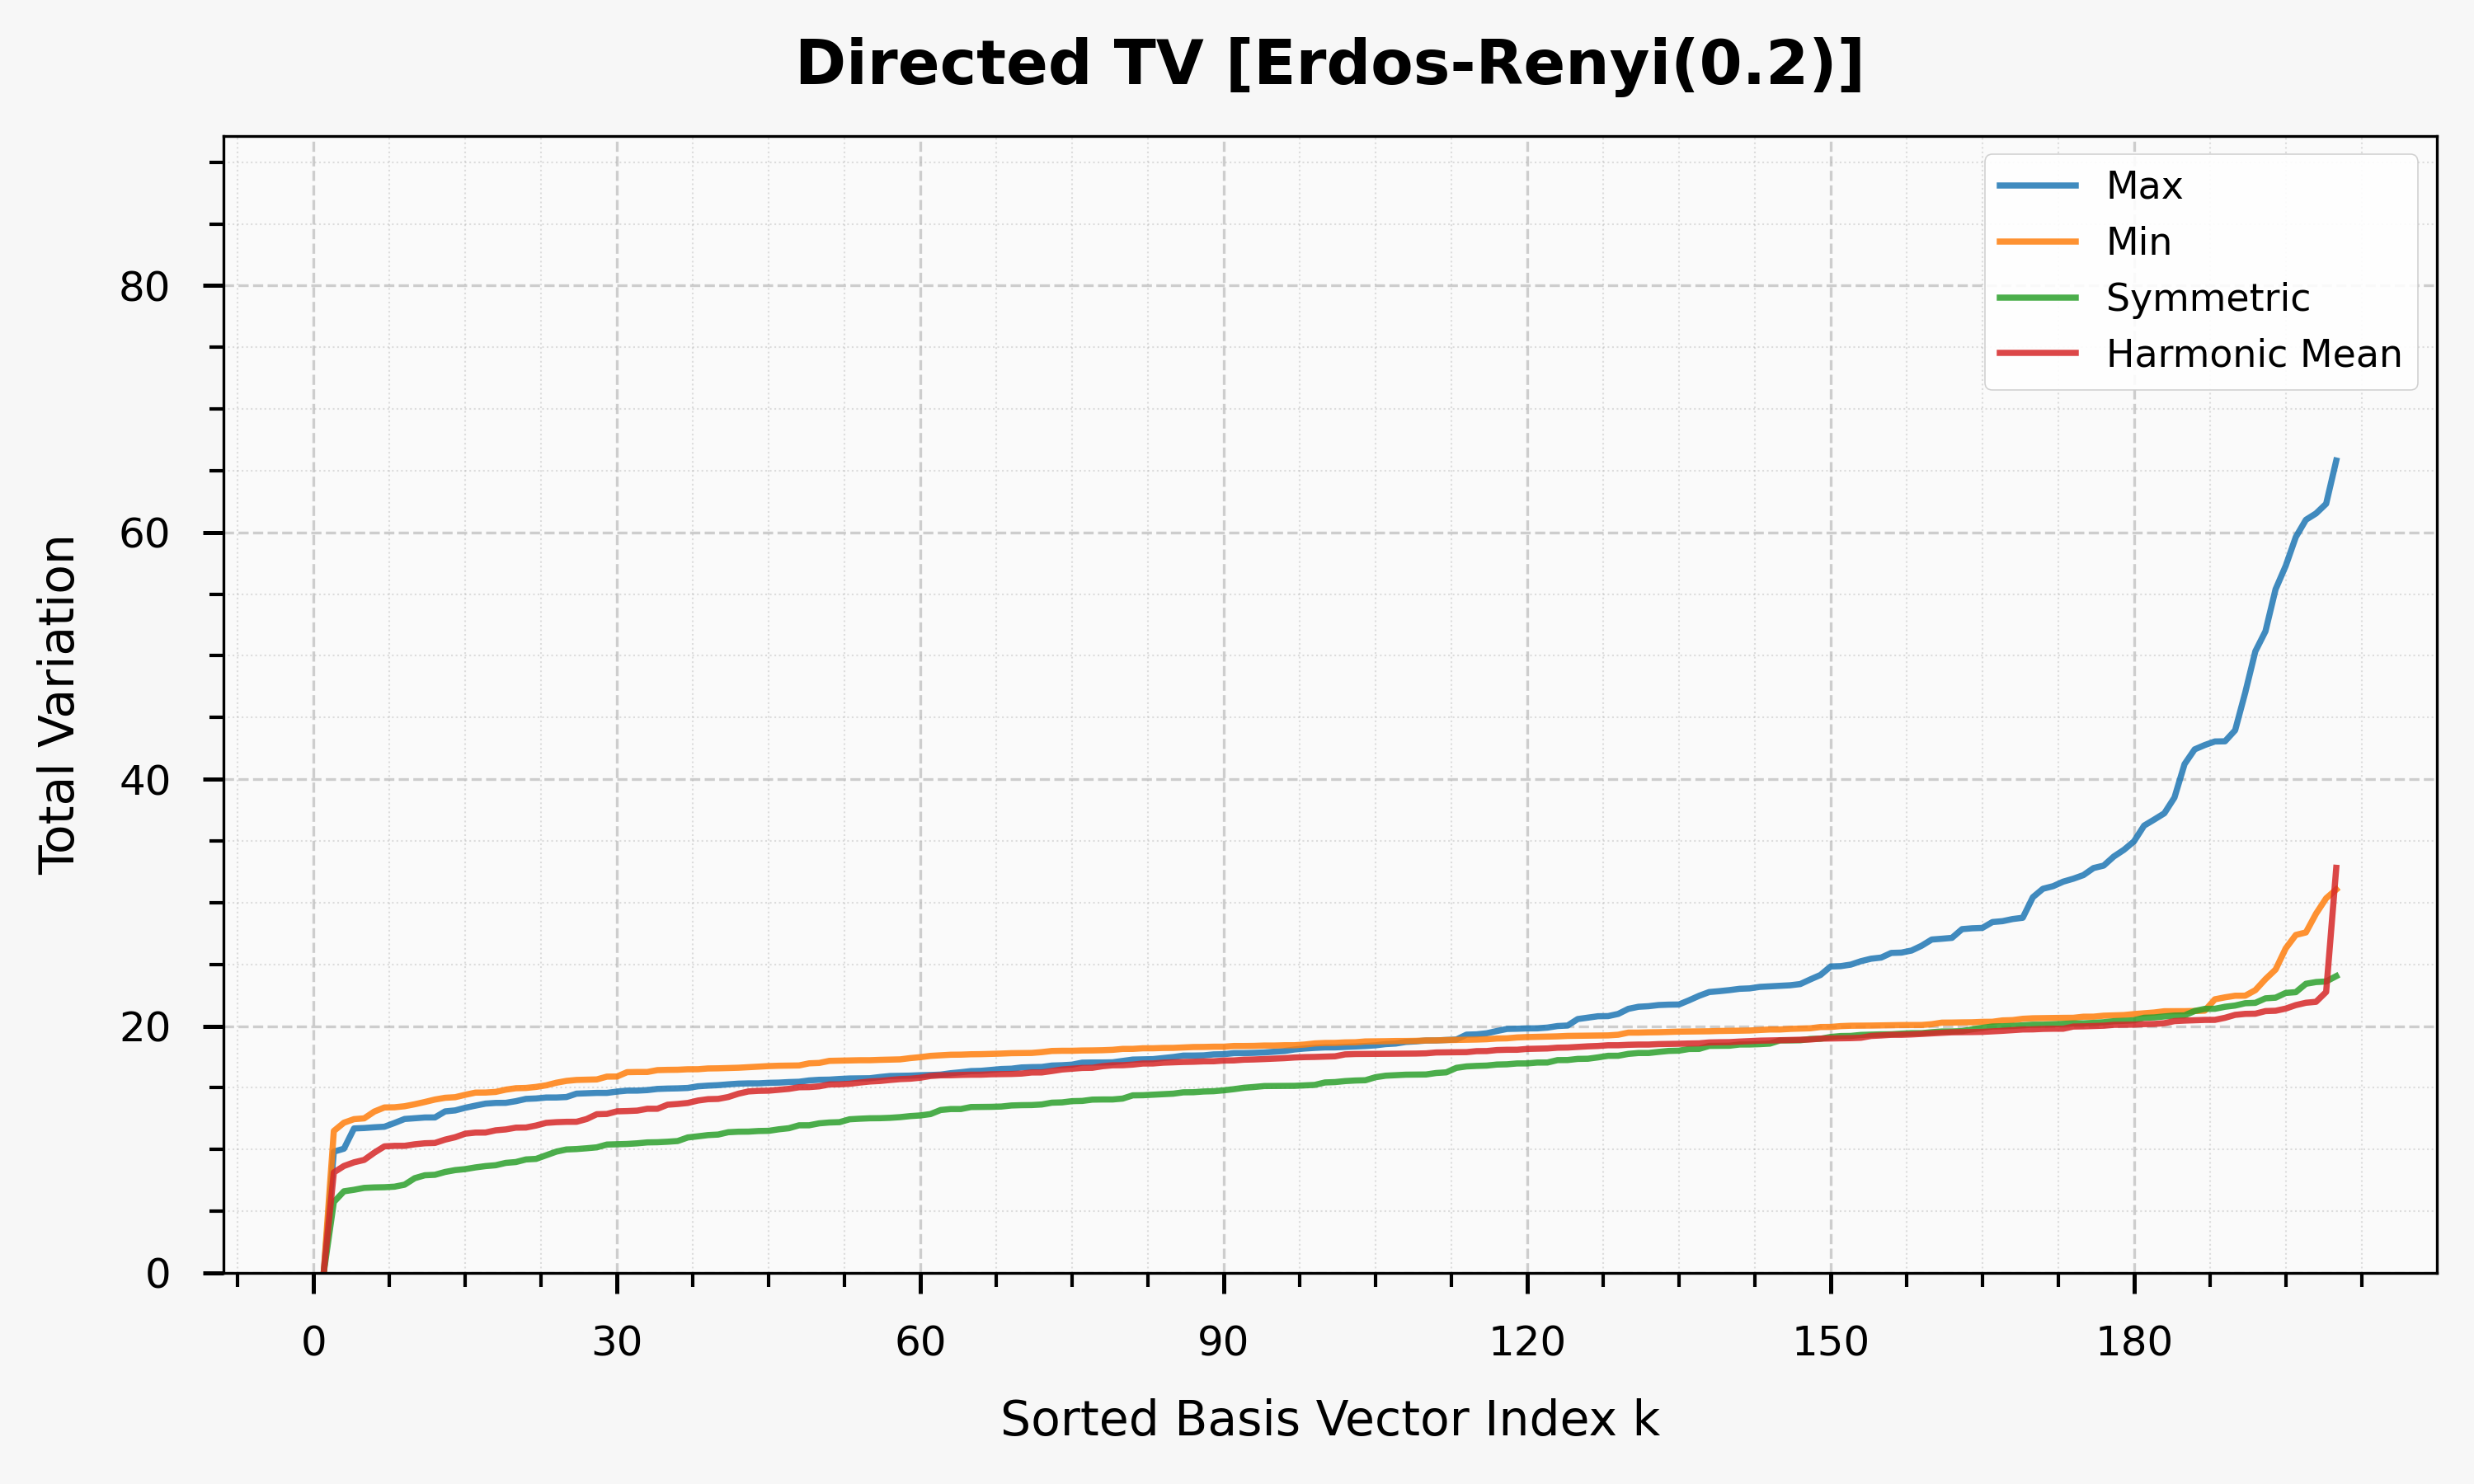 Directed TV [Erdos-Renyi(0.2)]
Max
Min
Symmetric
Harmonic Mean
80
60
40
20
0
Total Variation
0 30 60 90 120 150 180
Sorted Basis Vector Index k